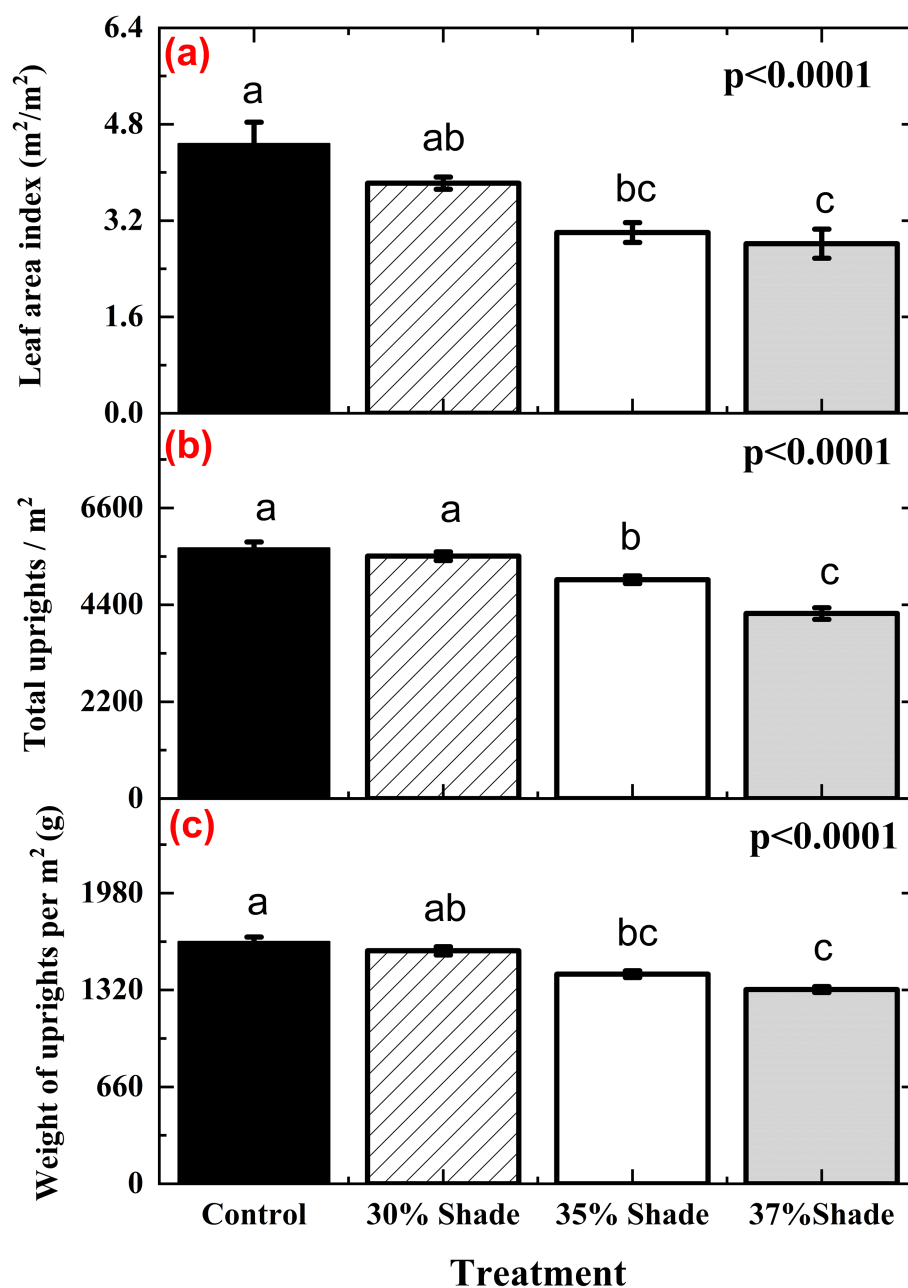 (a)
p<0.0001
Leaf area index (m²/m²)
6.4
4.8
3.2
1.6
0.0
a
ab
bc
c
(b)
p<0.0001
Total uprights / m²
6600
4400
2200
0
a
a
b
c
(c)
p<0.0001
Weight of uprights per m² (g)
1980
1320
660
0
a
ab
bc
c
Control 30% Shade 35% Shade 37%Shade
Treatment